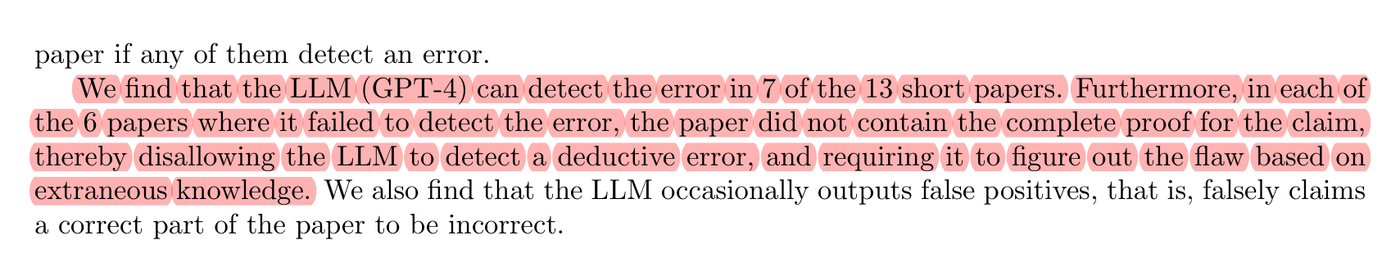 paper if any of them detect an error.
We find that the LLM (GPT-4) can detect the error in 7 of the 13 short papers. Furthermore, in each of
the 6 papers where it failed to detect the error, the paper did not contain the complete proof for the claim,
thereby disallowing the LLM to detect a deductive error, and requiring it to figure out the flaw based on
extraneous knowledge. We also find that the LLM occasionally outputs false positives, that is, falsely claims
a correct part of the paper to be incorrect.